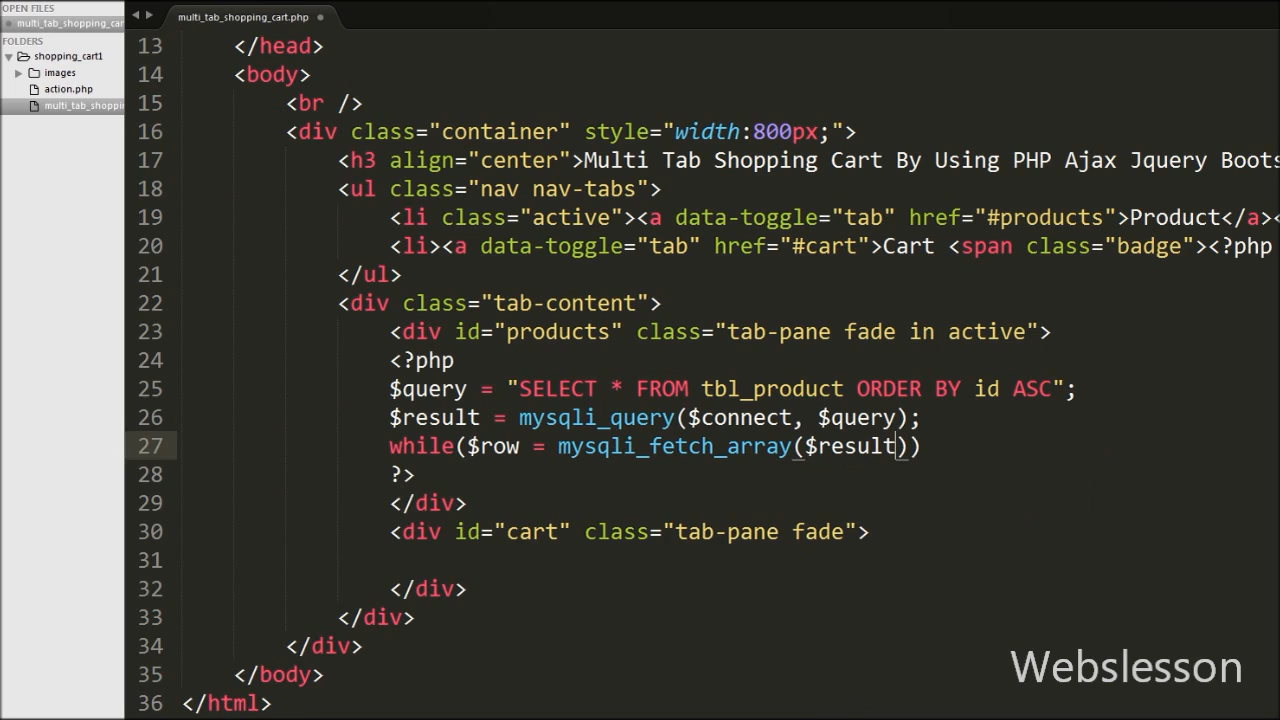 OPEN FILES
multi_tab_shopping_car
FOLDERS
shopping_cart1
images
action.php
multi_tab_shoppin
multi_tab_shopping_cart.php
13 </head>
14 <body>
15 <br />
16 <div class="container" style="width:800px;">
17 <h3 align="center">Multi Tab Shopping Cart By Using PHP Ajax Jquery Boots
18 <ul class="nav nav-tabs">
19 <li class="active"><a data-toggle="tab" href="#products">Product</a><
20 <li><a data-toggle="tab" href="#cart">Cart <span class="badge"><?php
21 </ul>
22 <div class="tab-content">
23 <div id="products" class="tab-pane fade in active">
24 <?php
25 $query = "SELECT * FROM tbl_product ORDER BY id ASC";
26 $result = mysqli_query($connect, $query);
27 while($row = mysqli_fetch_array($result))
28 ?>
29 </div>
30 <div id="cart" class="tab-pane fade">
31
32 </div>
33 </div>
34 </div>
35 </body>
36 </html>
Webslesson